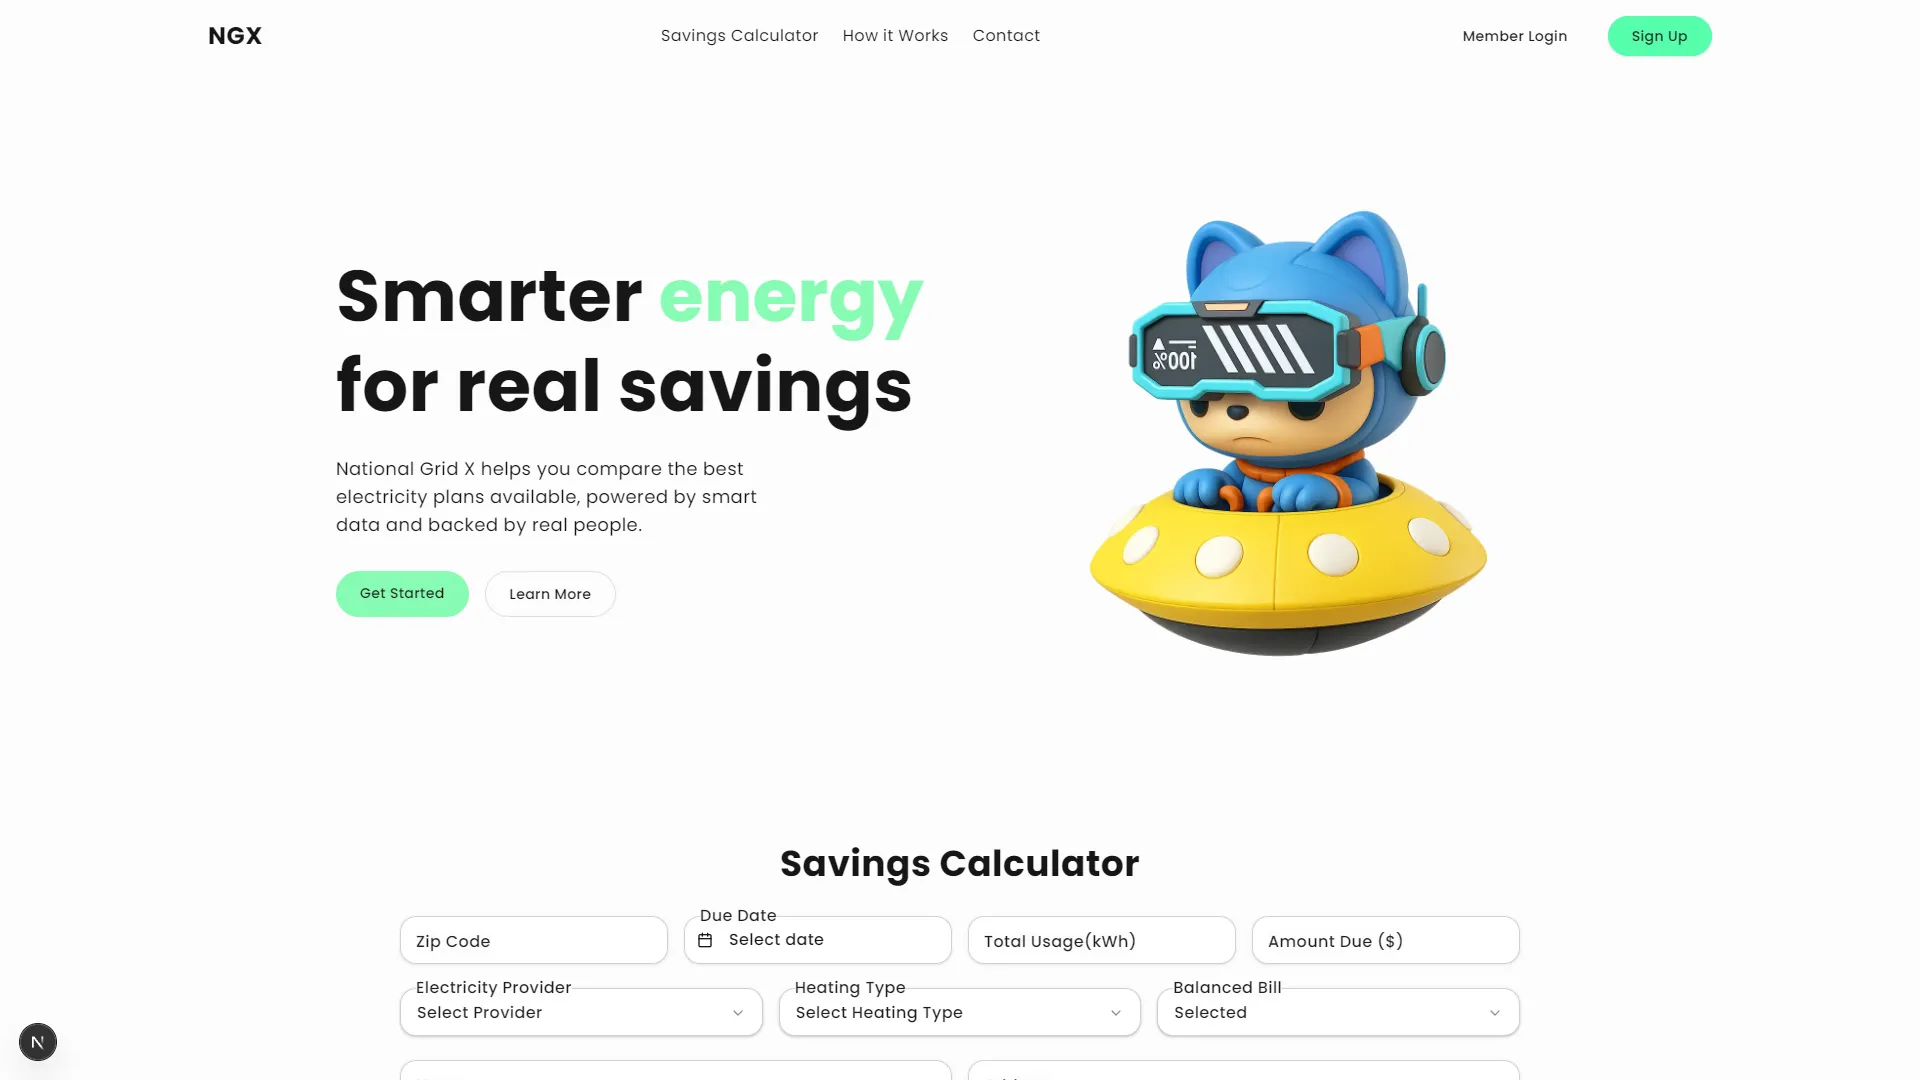 NGX
Savings Calculator
How it Works
Contact
Member Login
Sign Up
Smarter energy
for real savings
National Grid X helps you compare the best
electricity plans available, powered by smart
data and backed by real people.
Get Started
Learn More
100%
Savings Calculator
Zip Code
Due Date
Select date
Total Usage(kWh)
Amount Due ($)
Electricity Provider
Select Provider
Heating Type
Select Heating Type
Balanced Bill
Selected
N